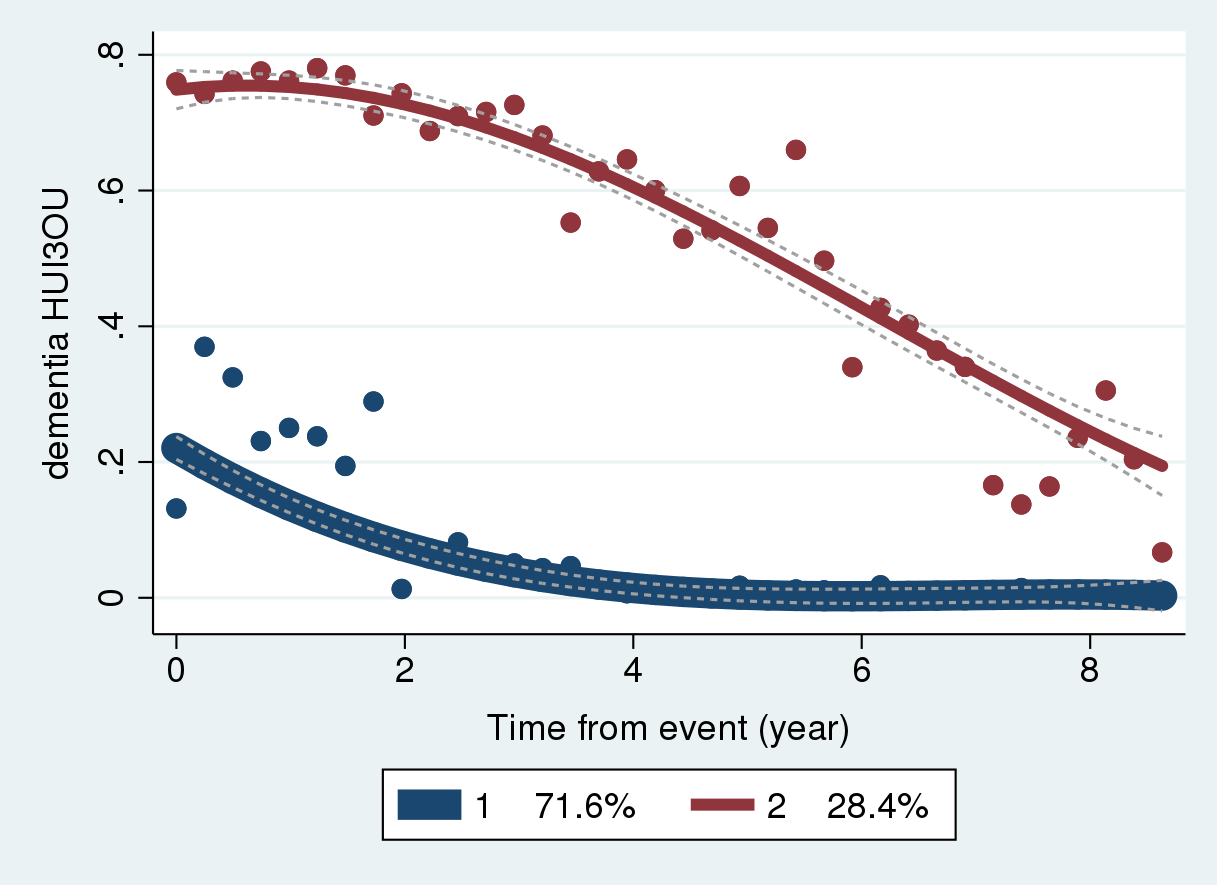 dementia HUI3OU
.8
.6
.4
.2
0
0 2 4 6 8
Time from event (year)
1 71.6% 2 28.4%